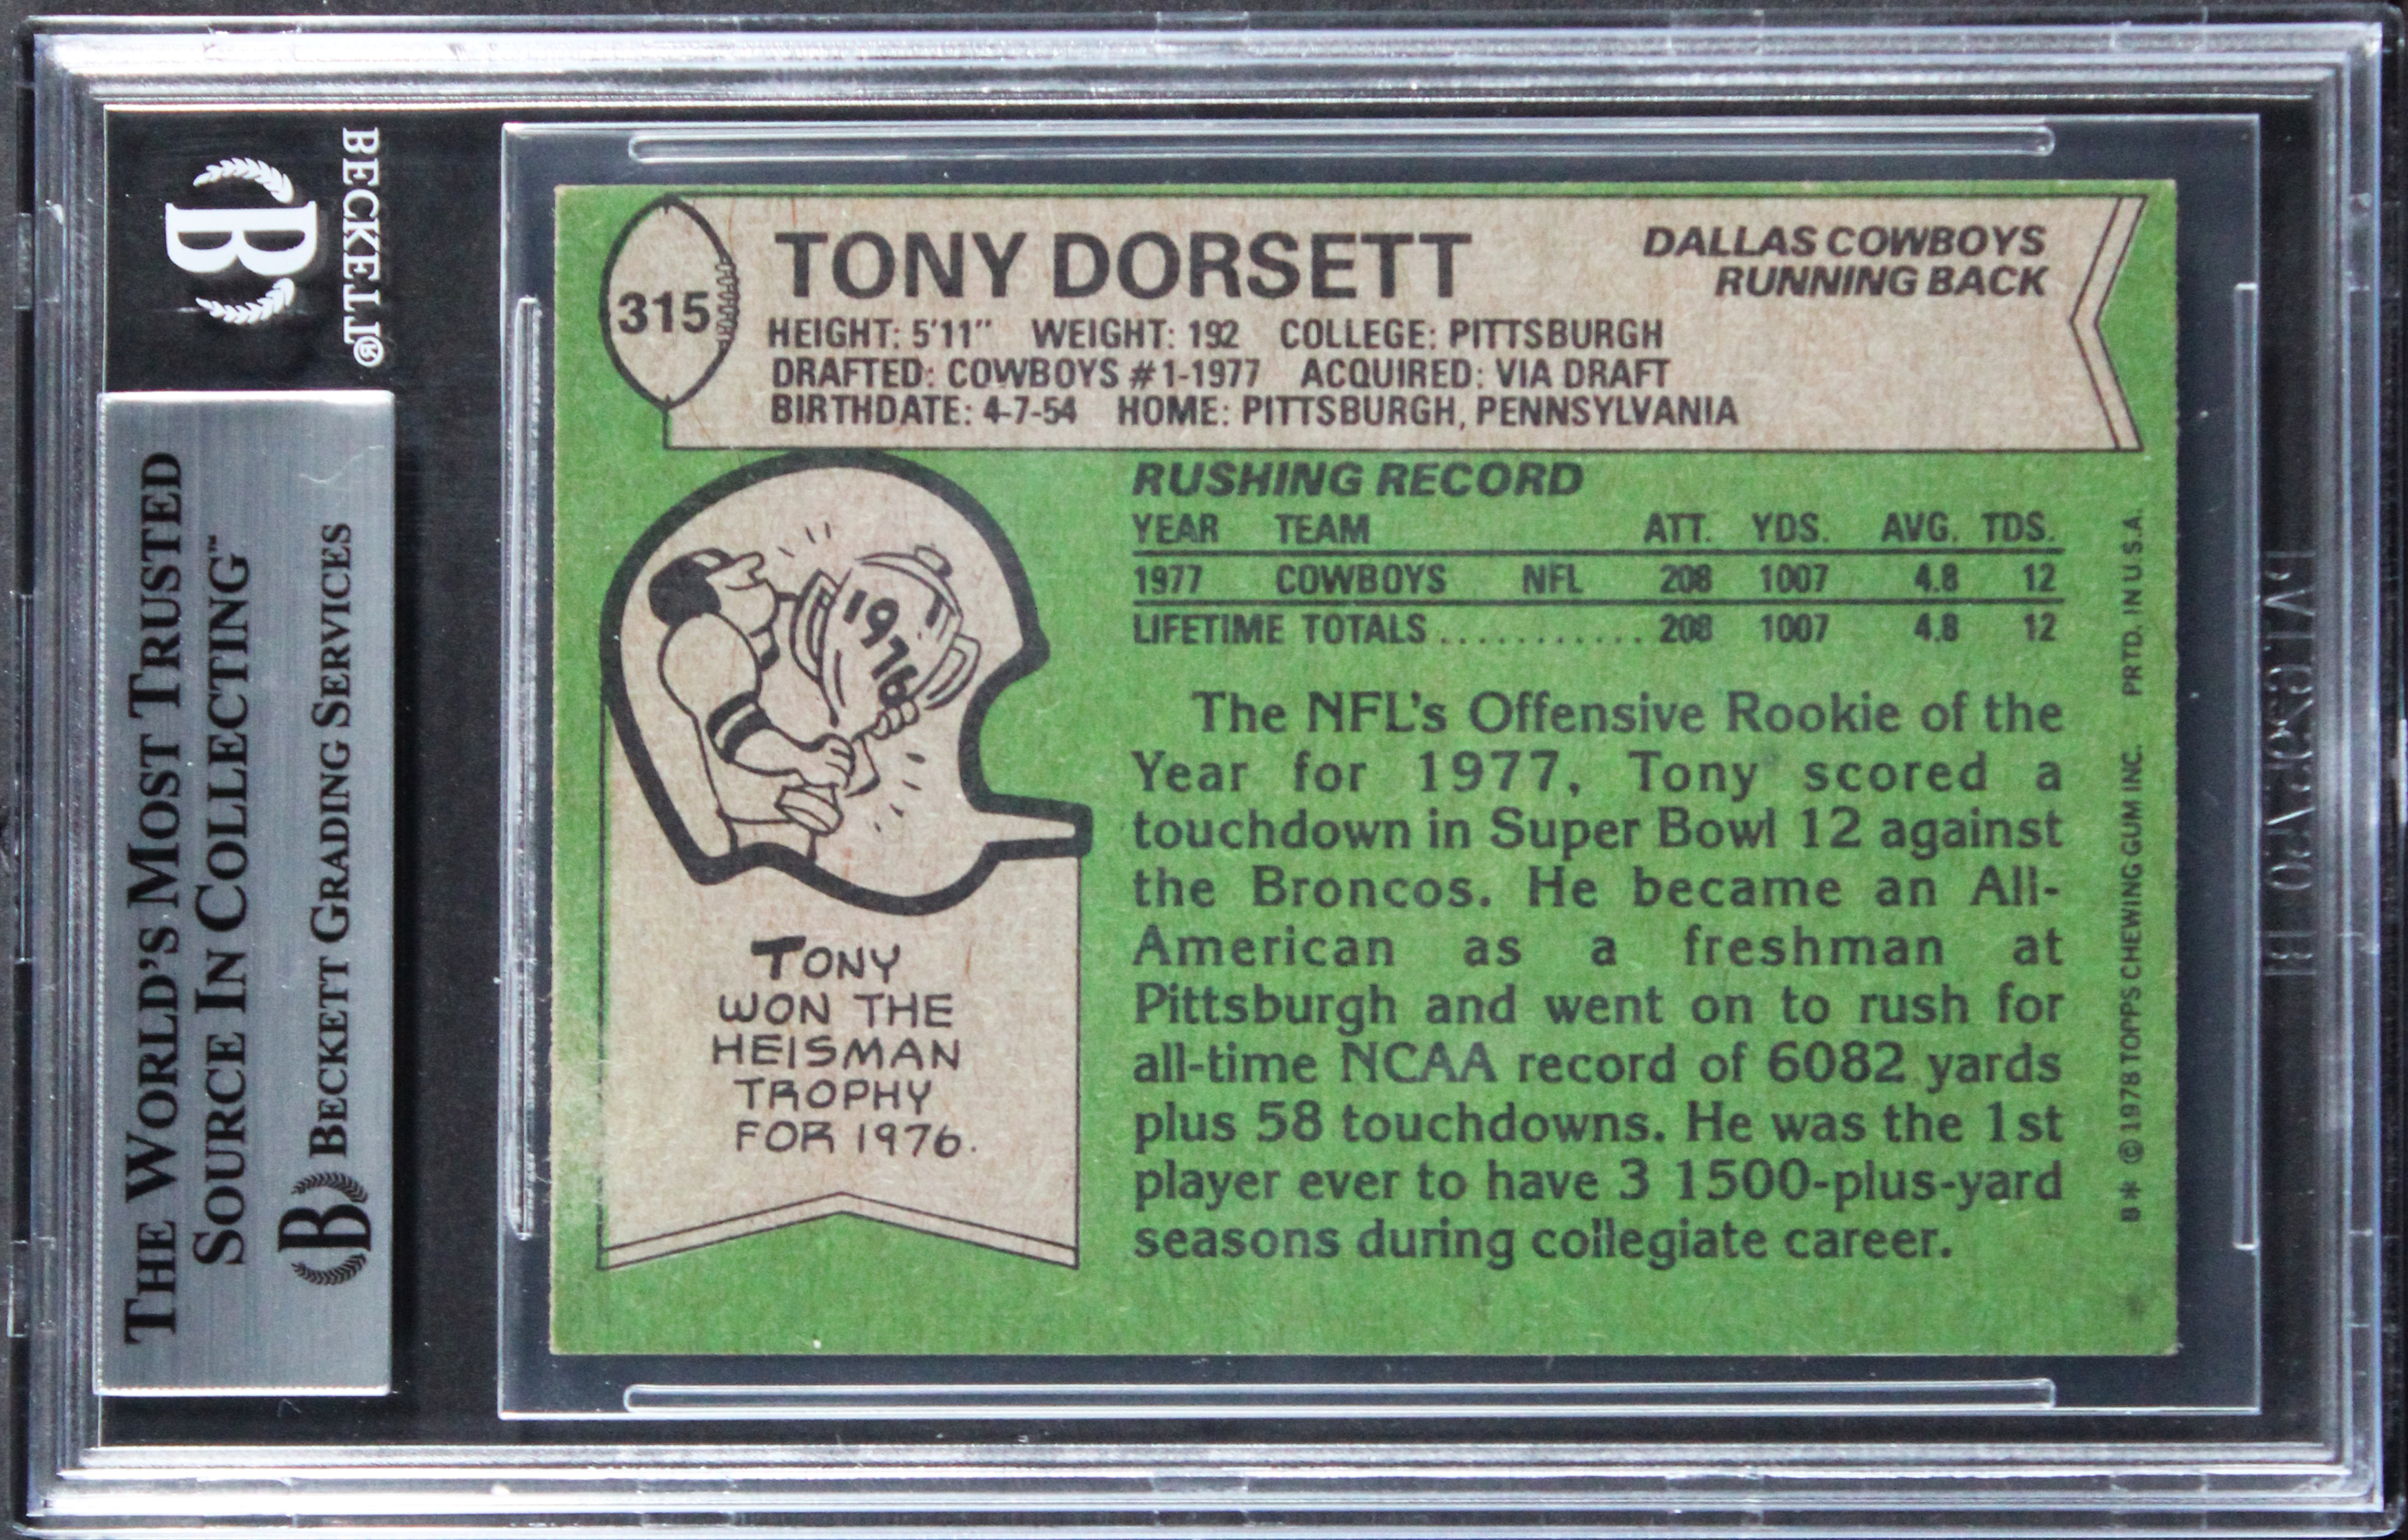 BECKETT®
B
THE WORLD'S MOST TRUSTED
SOURCE IN COLLECTING™
B BECKETT GRADING SERVICES
315
TONY DORSETT
DALLAS COWBOYS
RUNNING BACK
HEIGHT: 5'11" WEIGHT: 192 COLLEGE: PITTSBURGH
DRAFTED: COWBOYS #1-1977 ACQUIRED: VIA DRAFT
BIRTHDATE: 4-7-54 HOME: PITTSBURGH, PENNSYLVANIA
1976
TONY
WON THE
HEISMAN
TROPHY
FOR 1976.
RUSHING RECORD
YEAR TEAM ATT. YDS. AVG. TDS.
1977 COWBOYS NFL 208 1007 4.8 12
LIFETIME TOTALS ............ 208 1007 4.8 12
The NFL's Offensive Rookie of the
Year for 1977, Tony scored a
touchdown in Super Bowl 12 against
the Broncos. He became an All-
American as a freshman at
Pittsburgh and went on to rush for
all-time NCAA record of 6082 yards
plus 58 touchdowns. He was the 1st
player ever to have 3 1500-plus-yard
seasons during collegiate career.
B* © 1978 TOPPS CHEWING GUM INC. PRTD. IN U.S.A.